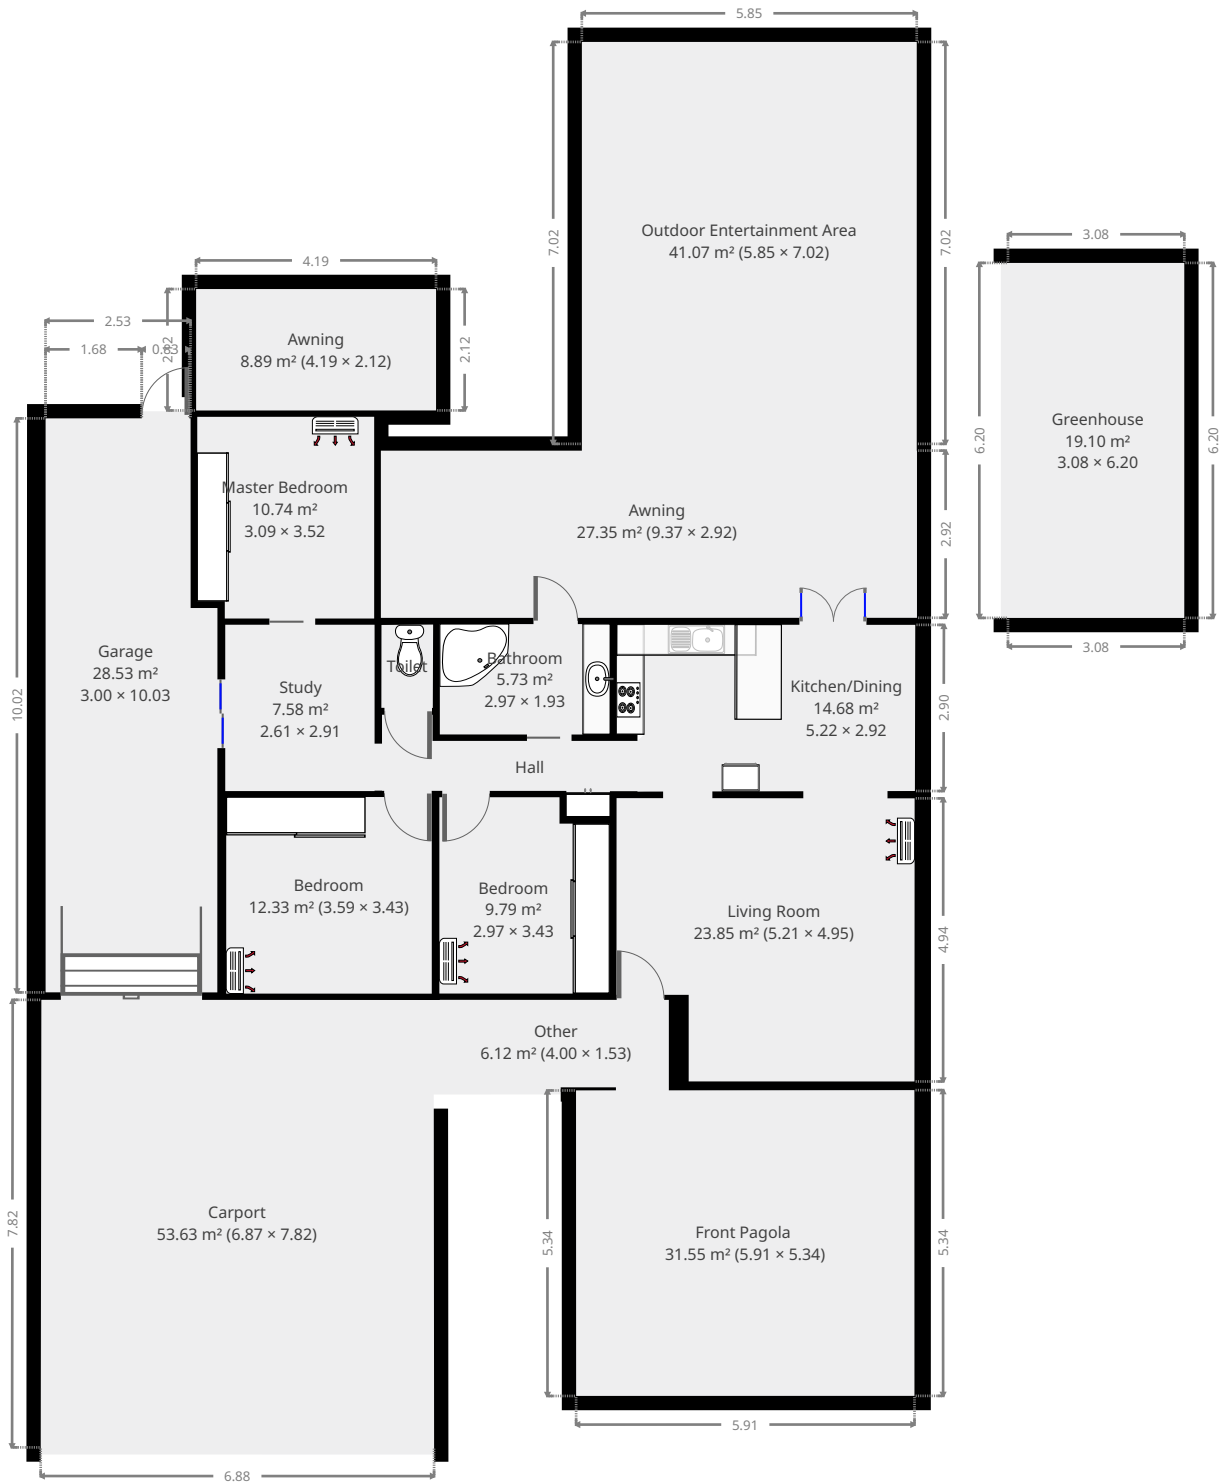 5.85
7.02
7.02
Outdoor Entertainment Area
41.07 m² (5.85 × 7.02)
3.08
6.20
6.20
Greenhouse
19.10 m²
3.08 × 6.20
3.08
4.19
2.53
1.68
0.83
2.12
2.12
Awning
8.89 m² (4.19 × 2.12)
Master Bedroom
10.74 m²
3.09 × 3.52
Awning
27.35 m² (9.37 × 2.92)
2.92
10.02
Garage
28.53 m²
3.00 × 10.03
Study
7.58 m²
2.61 × 2.91
Toilet
Bathroom
5.73 m²
2.97 × 1.93
Kitchen/Dining
14.68 m²
5.22 × 2.92
2.90
Hall
Bedroom
12.33 m² (3.59 × 3.43)
Bedroom
9.79 m²
2.97 × 3.43
Living Room
23.85 m² (5.21 × 4.95)
4.94
Other
6.12 m² (4.00 × 1.53)
7.82
Carport
53.63 m² (6.87 × 7.82)
5.34
Front Pagola
31.55 m² (5.91 × 5.34)
5.34
5.91
6.88